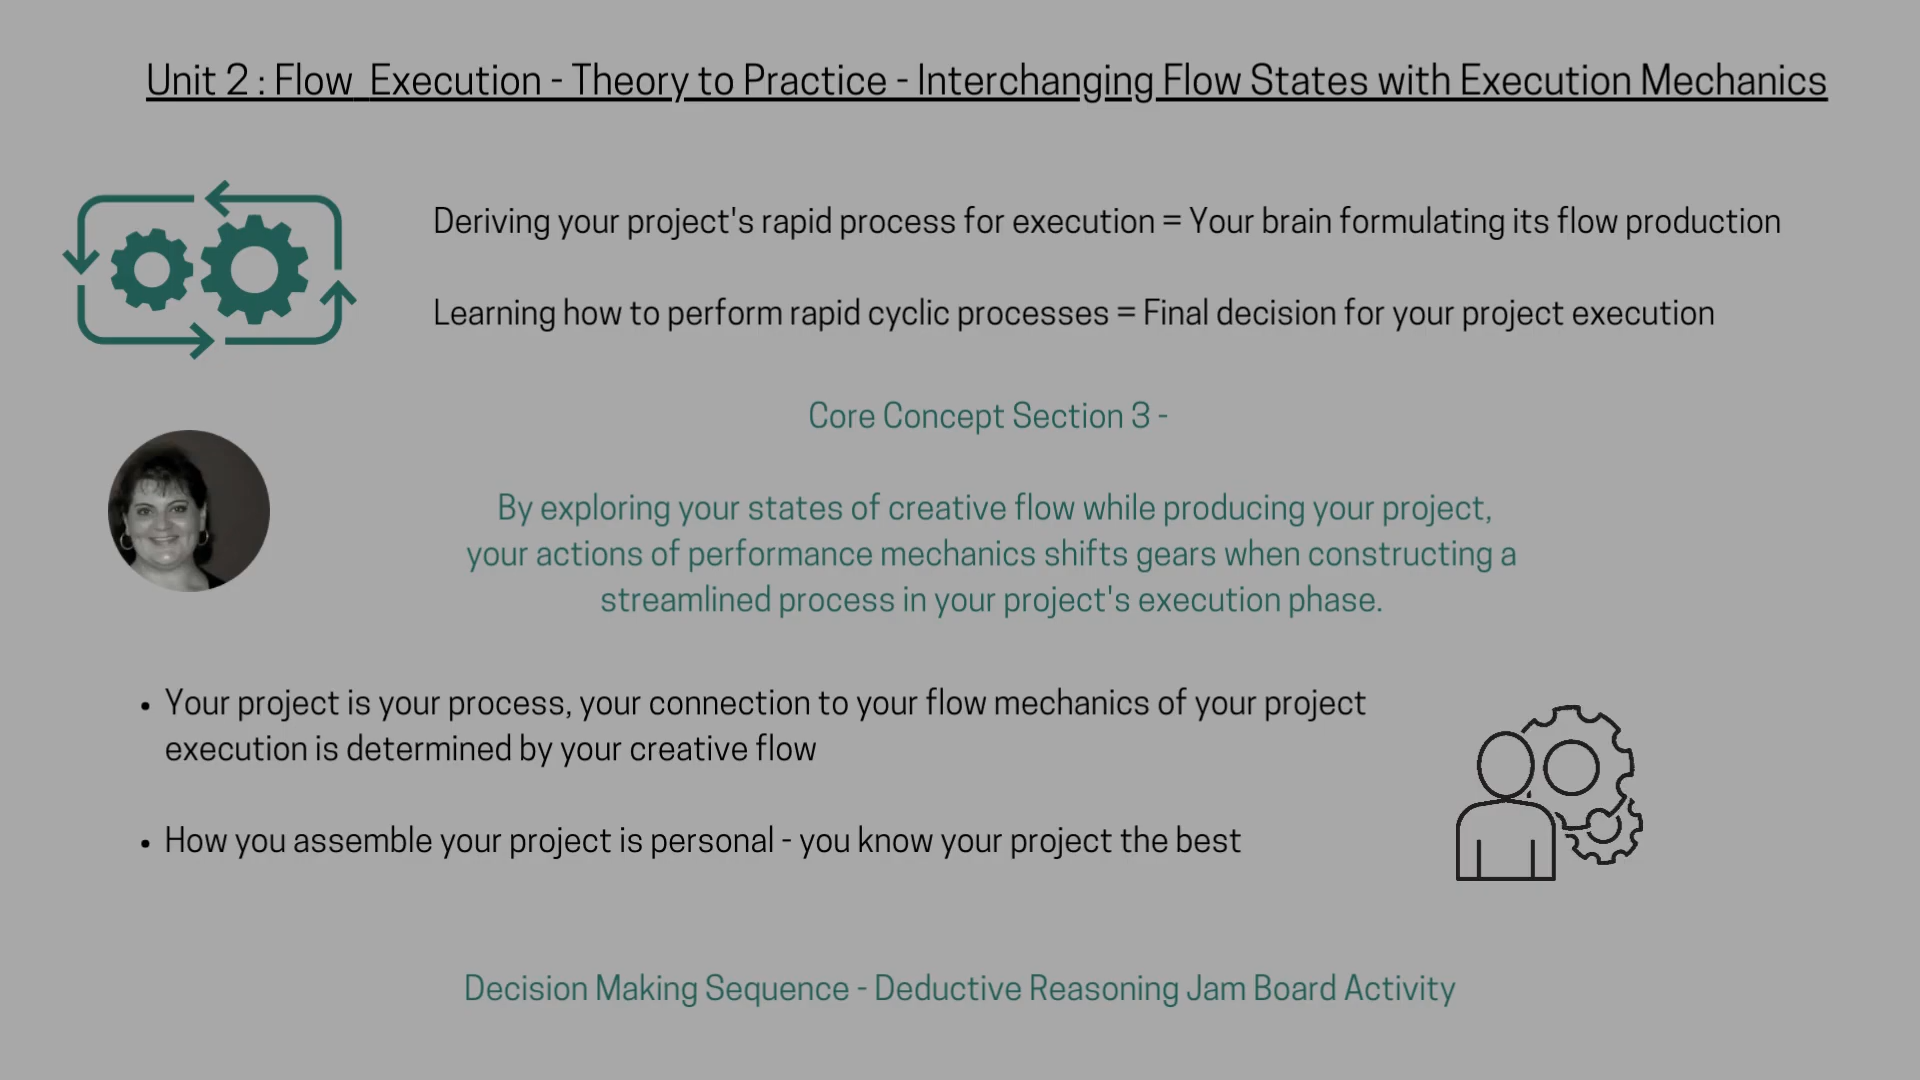 Unit 2 : Flow  Execution - Theory to Practice - Interchanging Flow States with Execution Mechanics
Deriving your project's rapid process for execution = Your brain formulating its flow production
Learning how to perform rapid cyclic processes = Final decision for your project execution
Core Concept Section 3 -
By exploring your states of creative flow while producing your project,
your actions of performance mechanics shifts gears when constructing a
streamlined process in your project's execution phase.
• Your project is your process, your connection to your flow mechanics of your project
execution is determined by your creative flow
• How you assemble your project is personal - you know your project the best
Decision Making Sequence - Deductive Reasoning Jam Board Activity